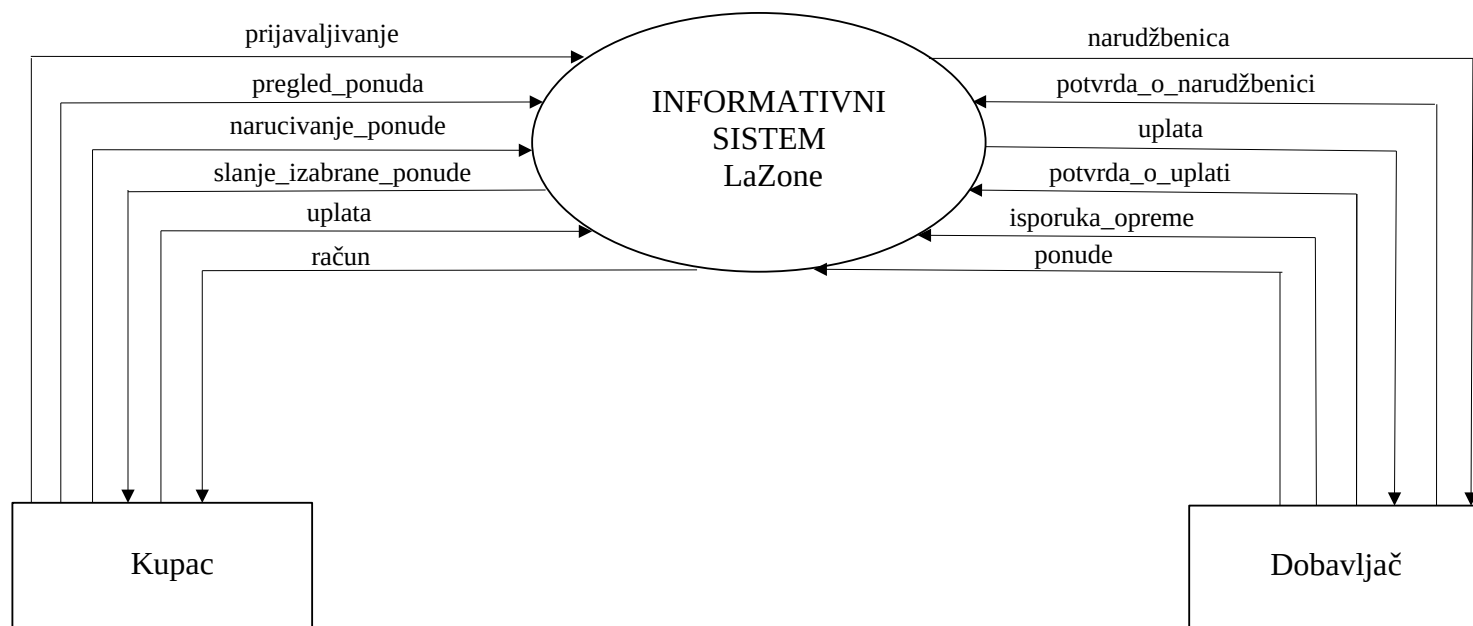 prijavaljivanje
pregled_ponuda
narucivanje_ponude
slanje_izabrane_ponude
uplata
račun
INFORMATIVNI
SISTEM
LaZone
narudžbenica
potvrda_o_narudžbenici
uplata
potvrda_o_uplati
isporuka_opreme
ponude
Kupac
Dobavljač